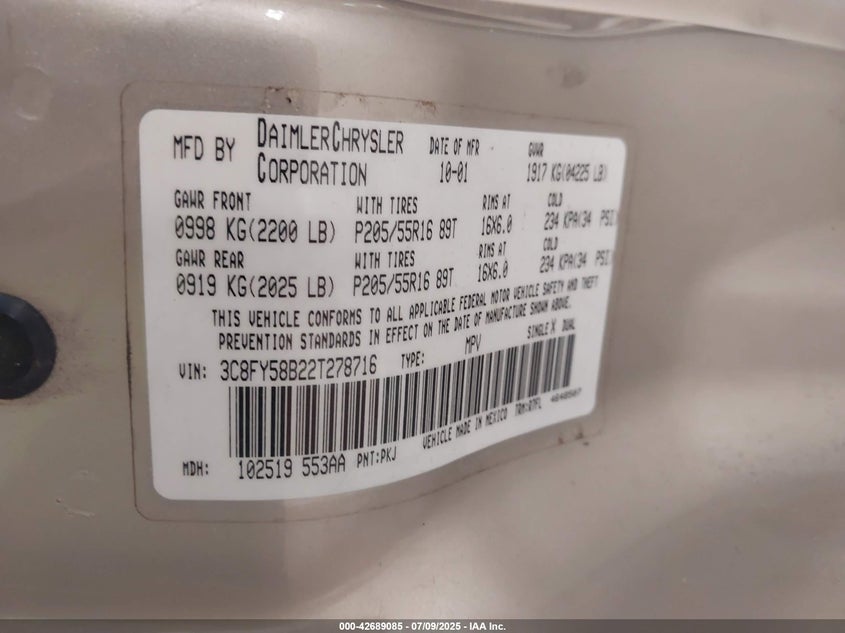 MFD BY DAIMLERCHRYSLER CORPORATION DATE OF MFR 10-01 GVWR 1917 KG(04225 LB)
GAWR FRONT WITH TIRES RIMS AT COLD
0998 KG(2200 LB) P205/55R16 89T 16X6.0 234 KPA(34 PSI)
GAWR REAR WITH TIRES RIMS AT COLD
0919 KG(2025 LB) P205/55R16 89T 16X6.0 234 KPA(34 PSI)
THIS VEHICLE CONFORMS TO ALL APPLICABLE FEDERAL MOTOR VEHICLE SAFETY AND THEFT
PREVENTION STANDARDS IN EFFECT ON THE DATE OF MANUFACTURE SHOWN ABOVE.
VIN: 3C8FY58B22T278716 TYPE: MPV SINGLE X DUAL
MDH: 102519 553AA PNT:PKJ VEHICLE MADE IN MEXICO TRM:R7FL
000-42689085 / 07/09/2025 - IAA Inc.